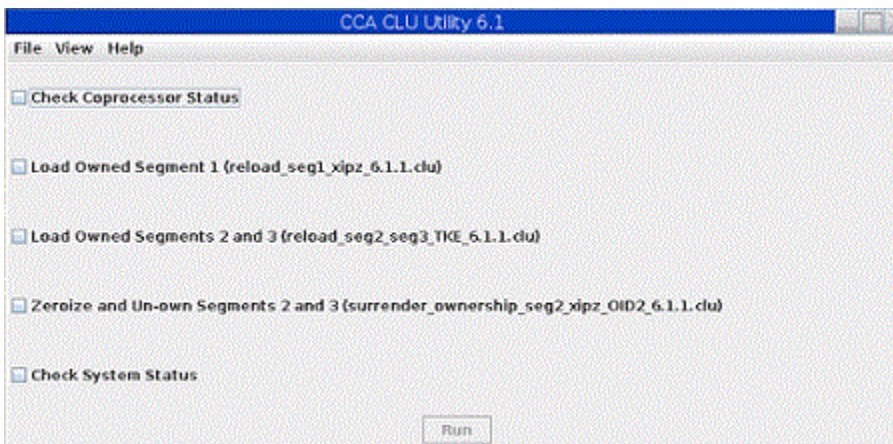 CCA CLU Utility 6.1
File View Help
Check Coprocessor Status
Load Owned Segment 1 (reload_seg1_xipz_6.1.1.clu)
Load Owned Segments 2 and 3 (reload_seg2_seg3_TKE_6.1.1.clu)
Zeroize and Un-own Segments 2 and 3 (surrender_ownership_seg2_xipz_OID2_6.1.1.clu)
Check System Status
Run